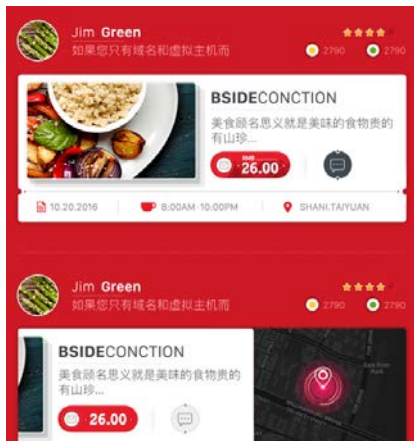 Jim Green
如果您只有域名和虚拟主机而
2790 2790
BSIDECONCTION
美食顾名思义就是美味的食物贵的
有山珍...
RMB
26.00
10.20.2016 8:00AM-10:00PM SHANI.TAIYUAN
Jim Green
如果您只有域名和虚拟主机而
2790 2790
BSIDECONCTION
美食顾名思义就是美味的食物贵的
有山珍...
26.00
East River
Park